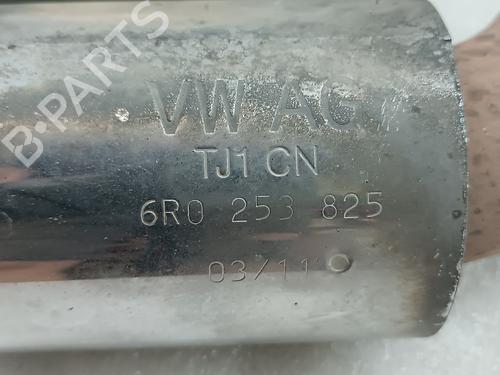 B-PARTS
VW AG
TJ1 CN
6R0 253 825
03/11